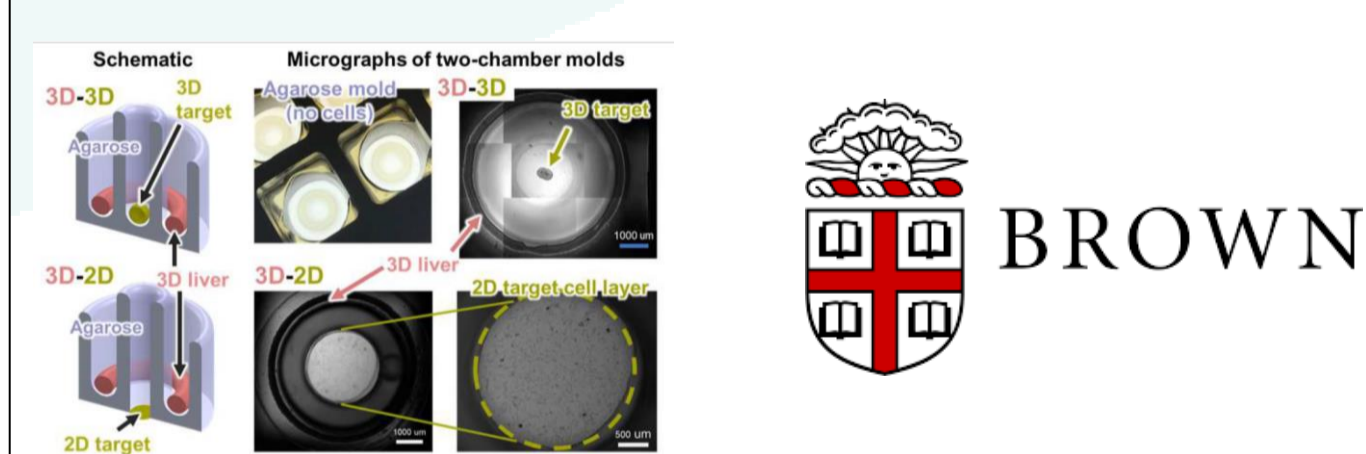 Schematic
Micrographs of two-chamber molds
3D-3D
3D
target
Agarose
Agarose mold
(no cells)
3D-3D
3D target
1000 um
3D-2D
3D liver
Agarose
2D target
3D-2D
3D liver
1000 um
2D target cell layer
500 um
BROWN